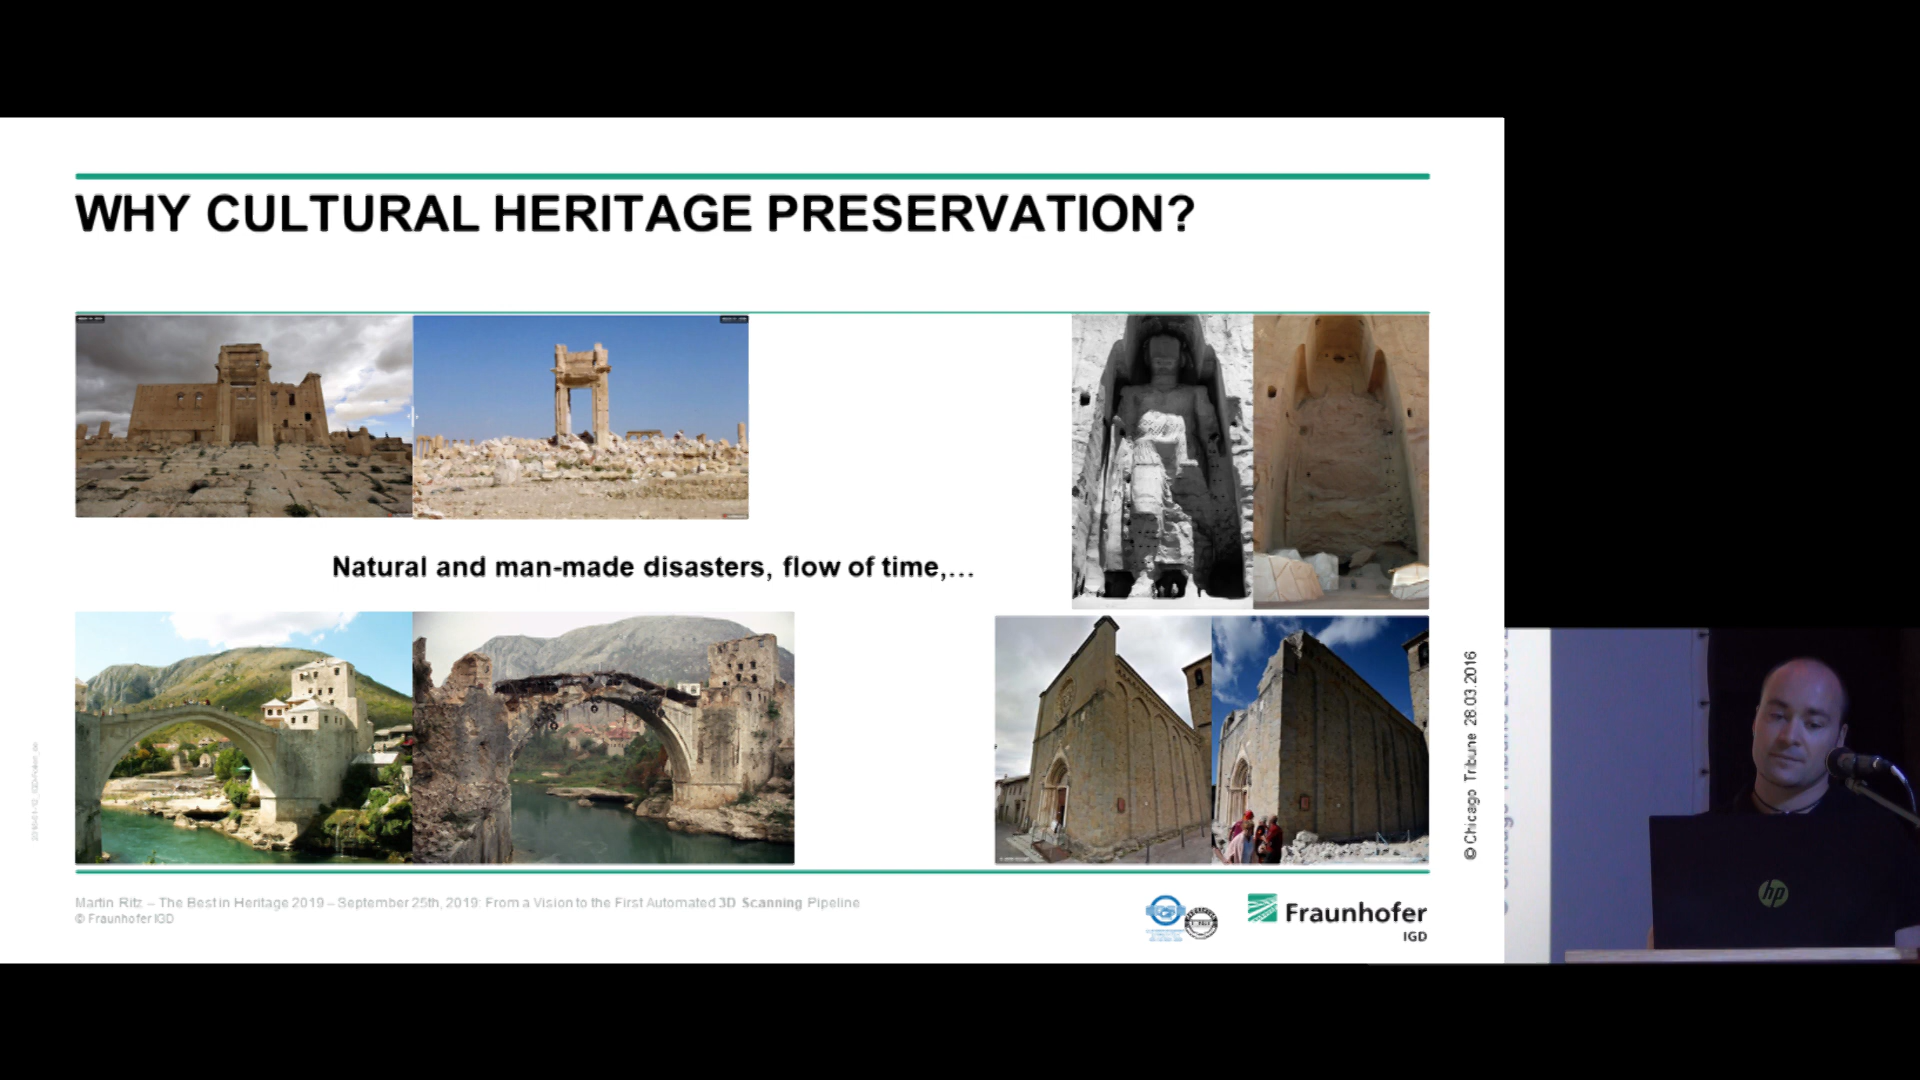 WHY CULTURAL HERITAGE PRESERVATION?
Natural and man-made disasters, flow of time,…
© Chicago Tribune 28.03.2016
Martin Ritz – The Best in Heritage 2019 – September 25th, 2019: From a Vision to the First Automated 3D Scanning Pipeline
© Fraunhofer IGD
Fraunhofer
IGD
hp